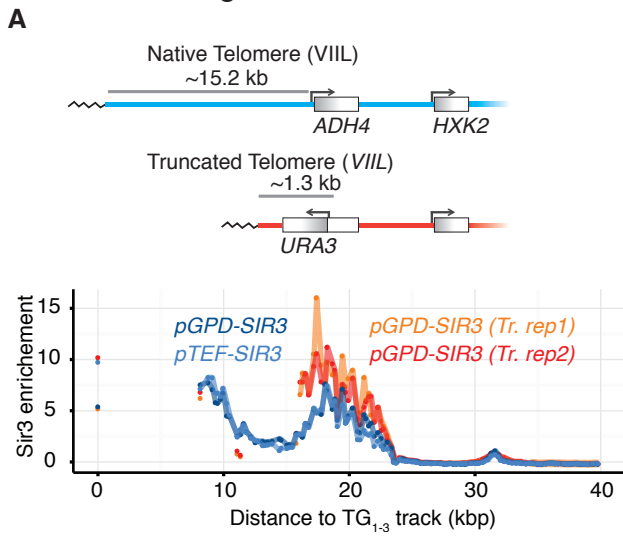 A
Native Telomere (VIIL)
~15.2 kb
ADH4
HXK2
Truncated Telomere (VIIL)
~1.3 kb
URA3
Sir3 enrichement
15
10
5
0
pGPD-SIR3
pTEF-SIR3
pGPD-SIR3 (Tr. rep1)
pGPD-SIR3 (Tr. rep2)
0
10
20
30
40
Distance to TG1-3 track (kbp)